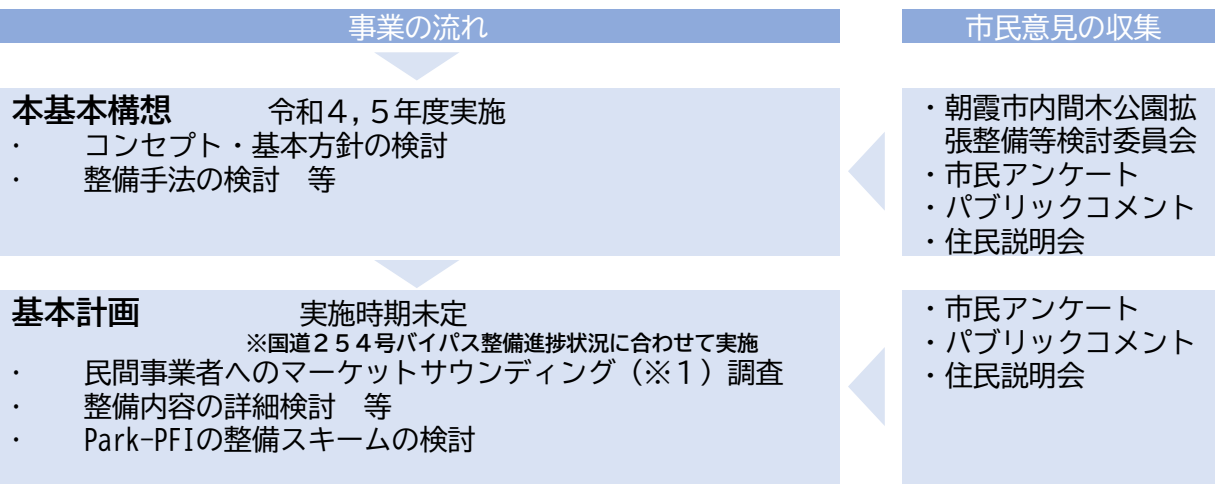 事業の流れ
市民意見の収集
本基本構想　令和４，５年度実施
・　コンセプト・基本方針の検討
・　整備手法の検討　等
・朝霞市内間木公園拡
張整備等検討委員会
・市民アンケート
・パブリックコメント
・住民説明会
基本計画　実施時期未定
※国道２５４号バイパス整備進捗状況に合わせて実施
・　民間事業者へのマーケットサウンディング（※１）調査
・　整備内容の詳細検討　等
・　Park-PFIの整備スキームの検討
・市民アンケート
・パブリックコメント
・住民説明会